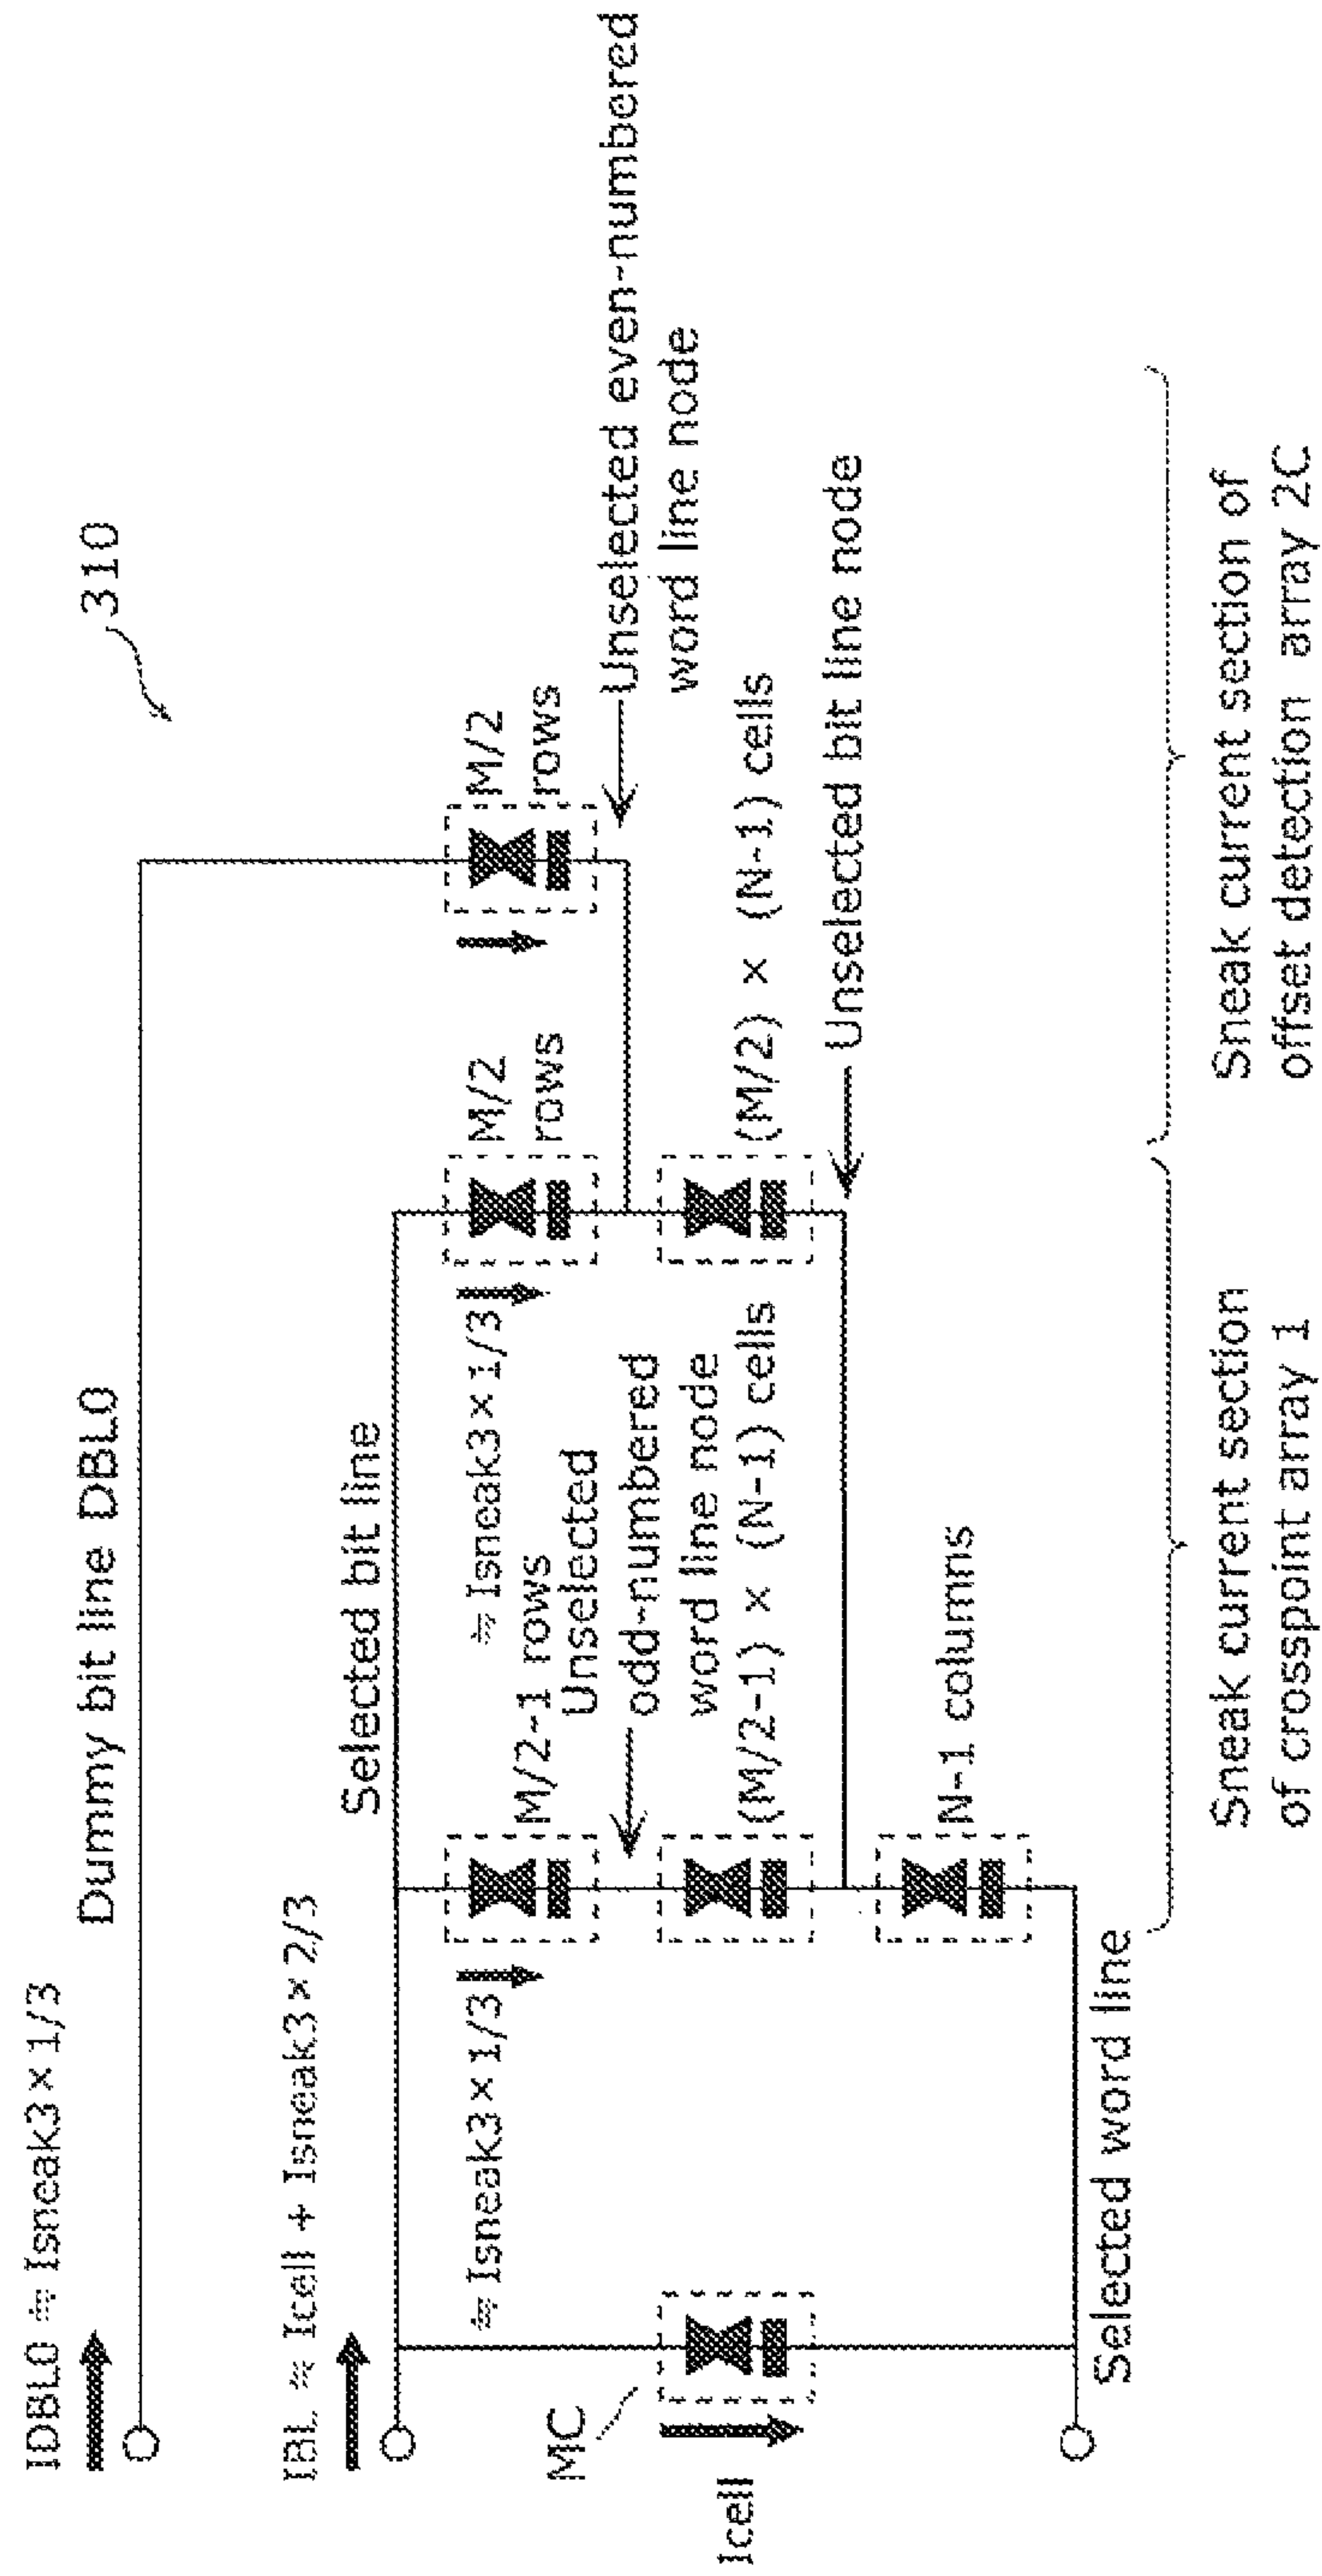 310
IDBL0 ≒ Isneak3 × 1/3
Dummy bit line DBL0
IBL ≒ Icell + Isneak3 × 2/3
Selected bit line
≒ Isneak3 × 1/3
M/2-1 rows
Unselected
odd-numbered
word line node
≒ Isneak3 × 1/3
M/2
rows
M/2
rows
Unselected even-numbered
word line node
MC
Icell
(M/2-1) × (N-1) cells
(M/2) × (N-1) cells
Unselected bit line node
N-1 columns
Selected word line
Sneak current section
of crosspoint array 1
Sneak current section of
offset detection array 2C